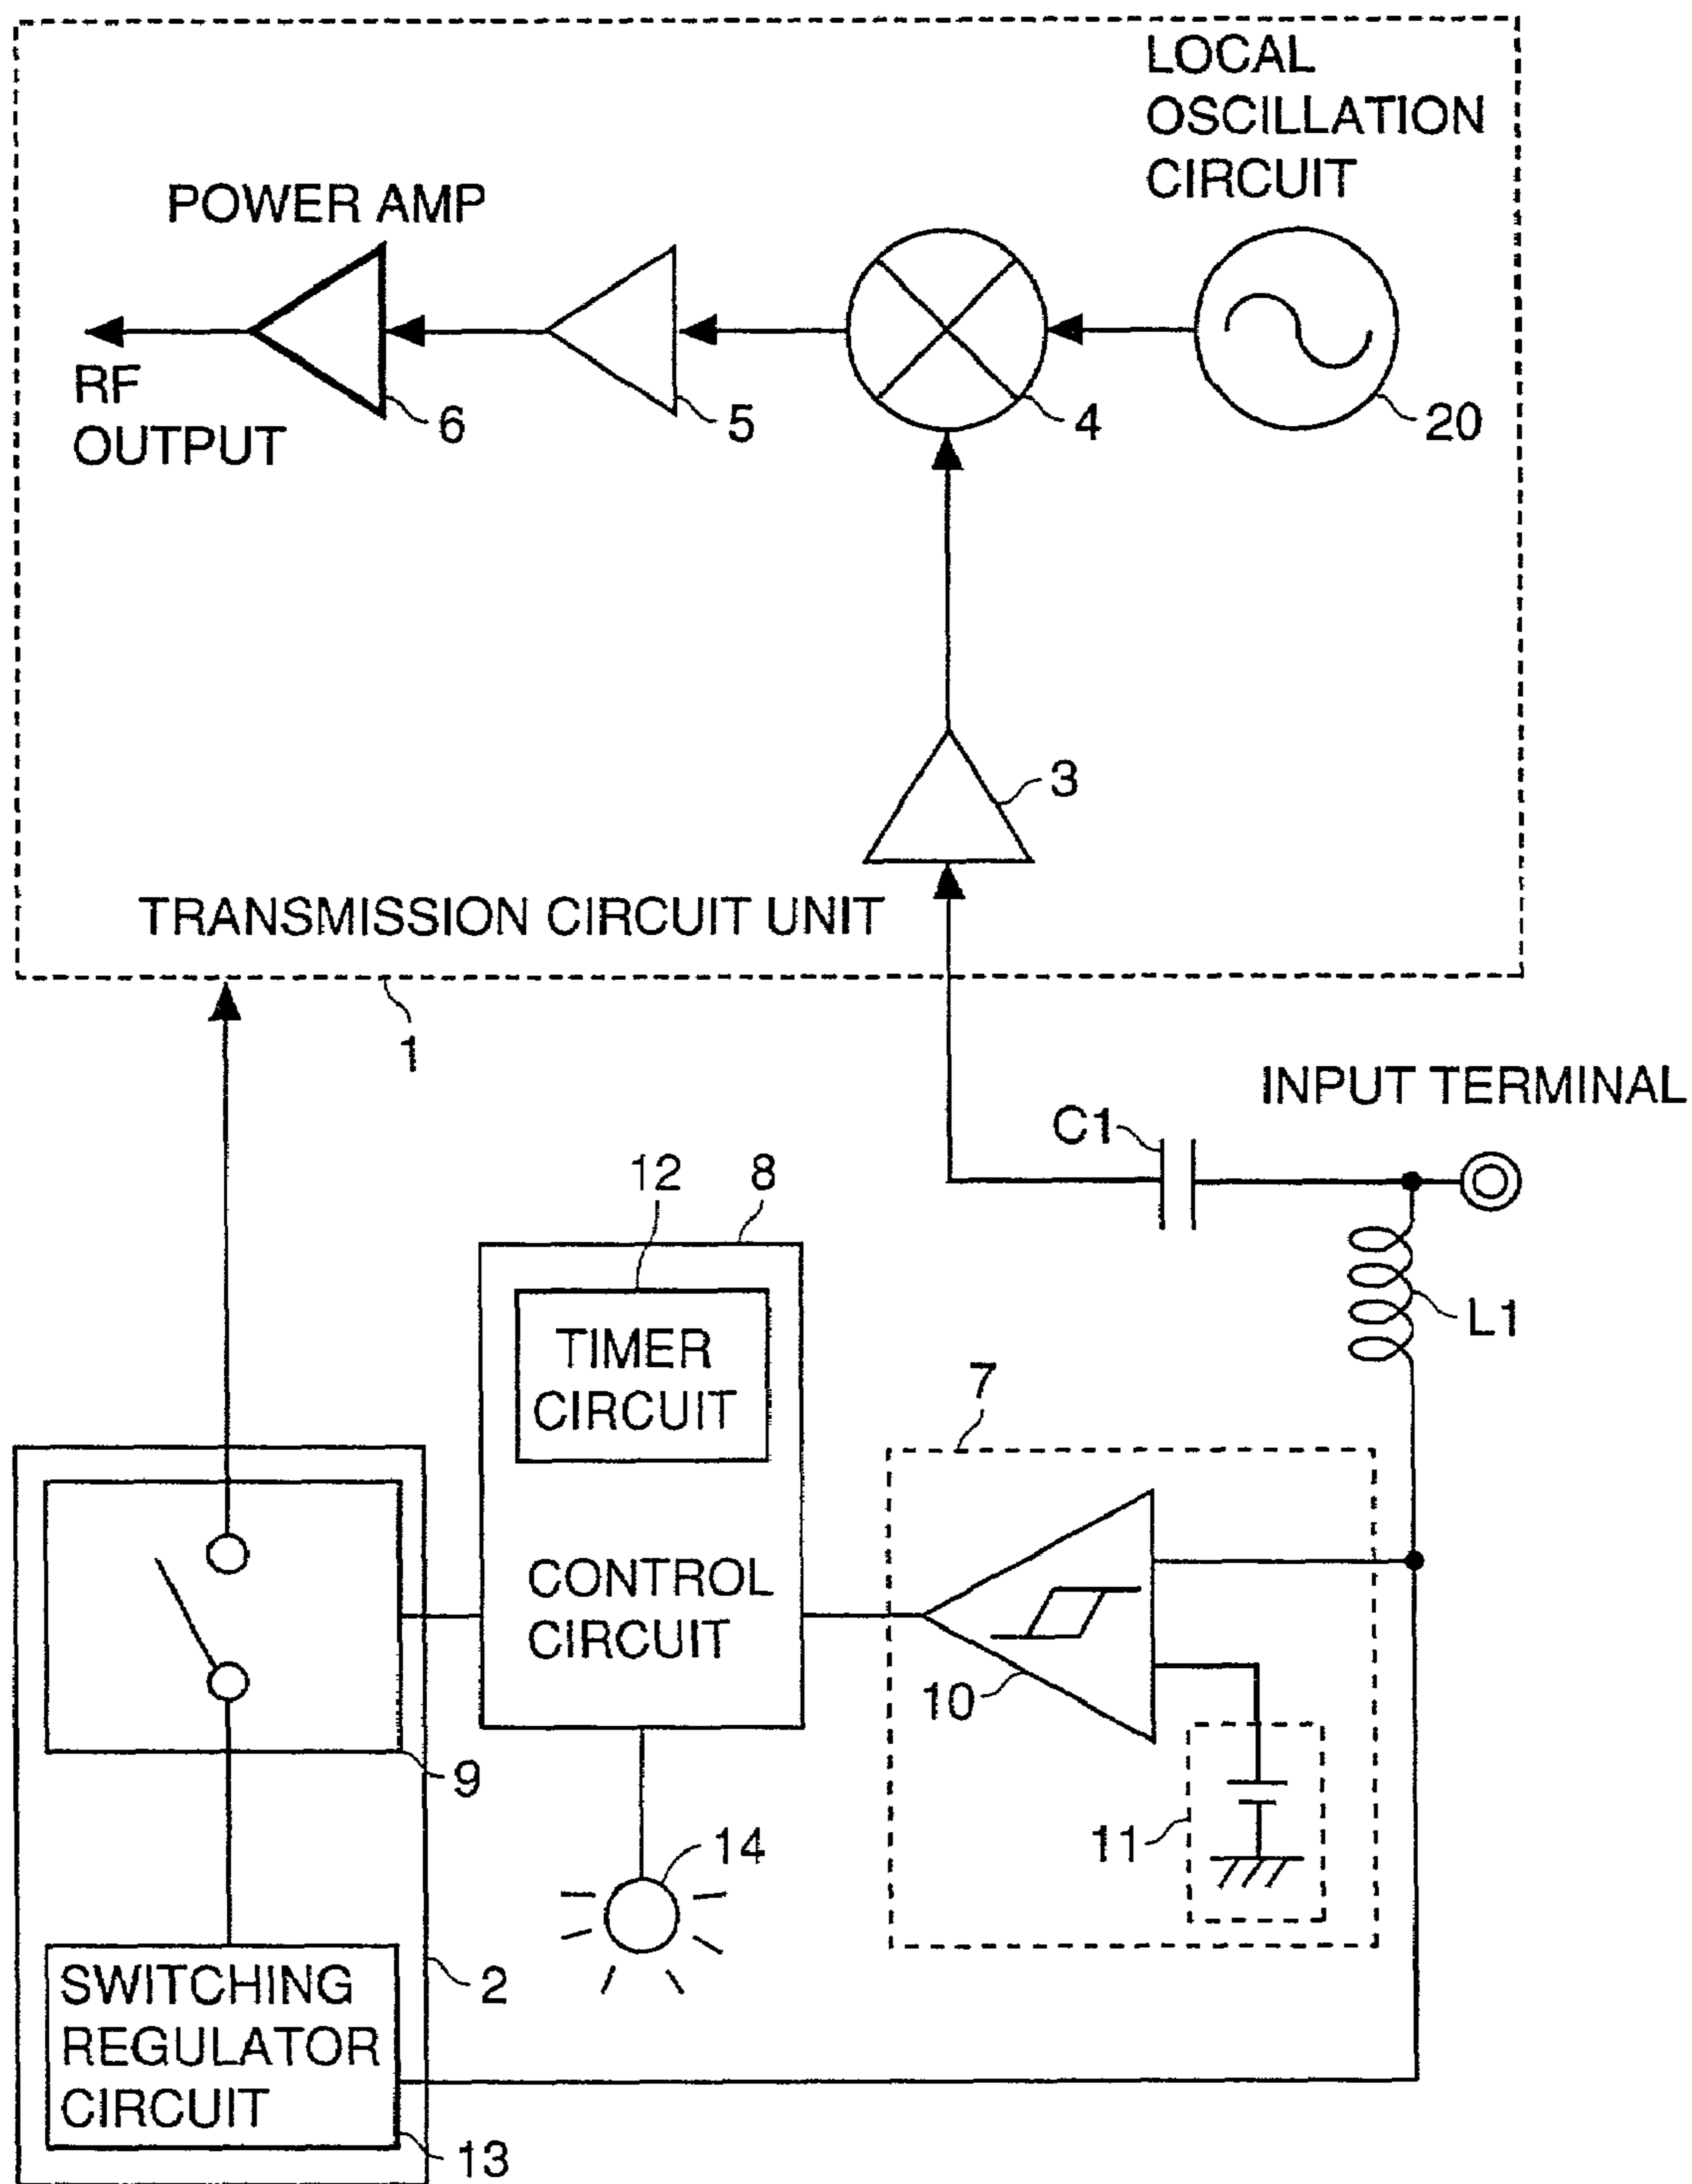 LOCAL
OSCILLATION
CIRCUIT
POWER AMP
RF
OUTPUT
6
5
4
20
3
TRANSMISSION CIRCUIT UNIT
1
INPUT TERMINAL
C1
12
8
L1
TIMER
CIRCUIT
7
CONTROL
CIRCUIT
10
9
11
14
SWITCHING
REGULATOR
CIRCUIT
2
13